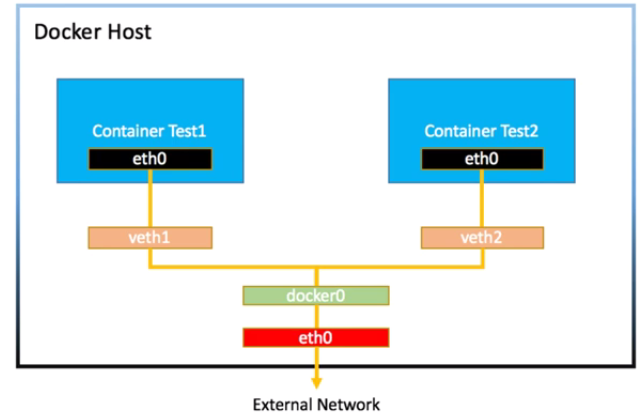 Docker Host
Container Test1
Container Test2
eth0
eth0
veth1
veth2
docker0
eth0
External Network